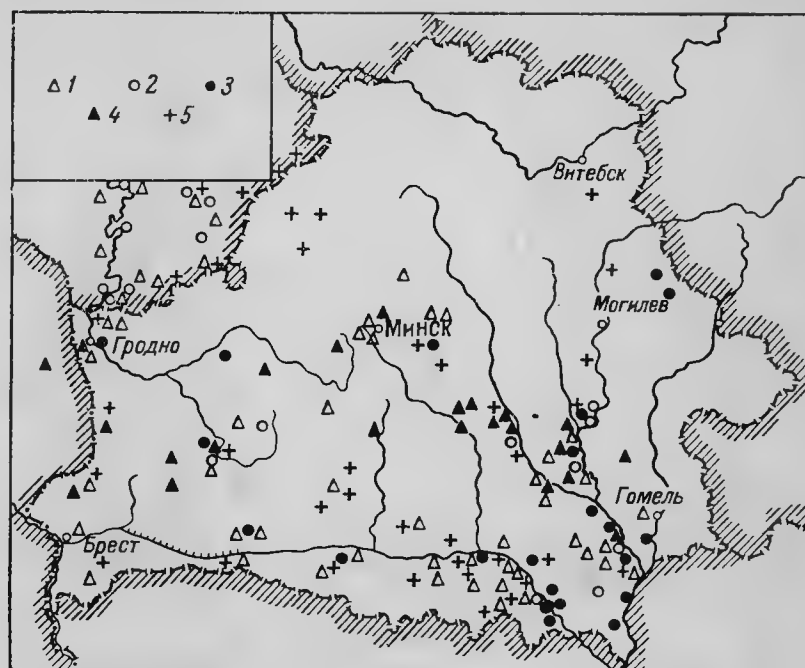 1 2 3
4 5
Витебск
Могилев
Минск
Гродно
Гомель
Брест